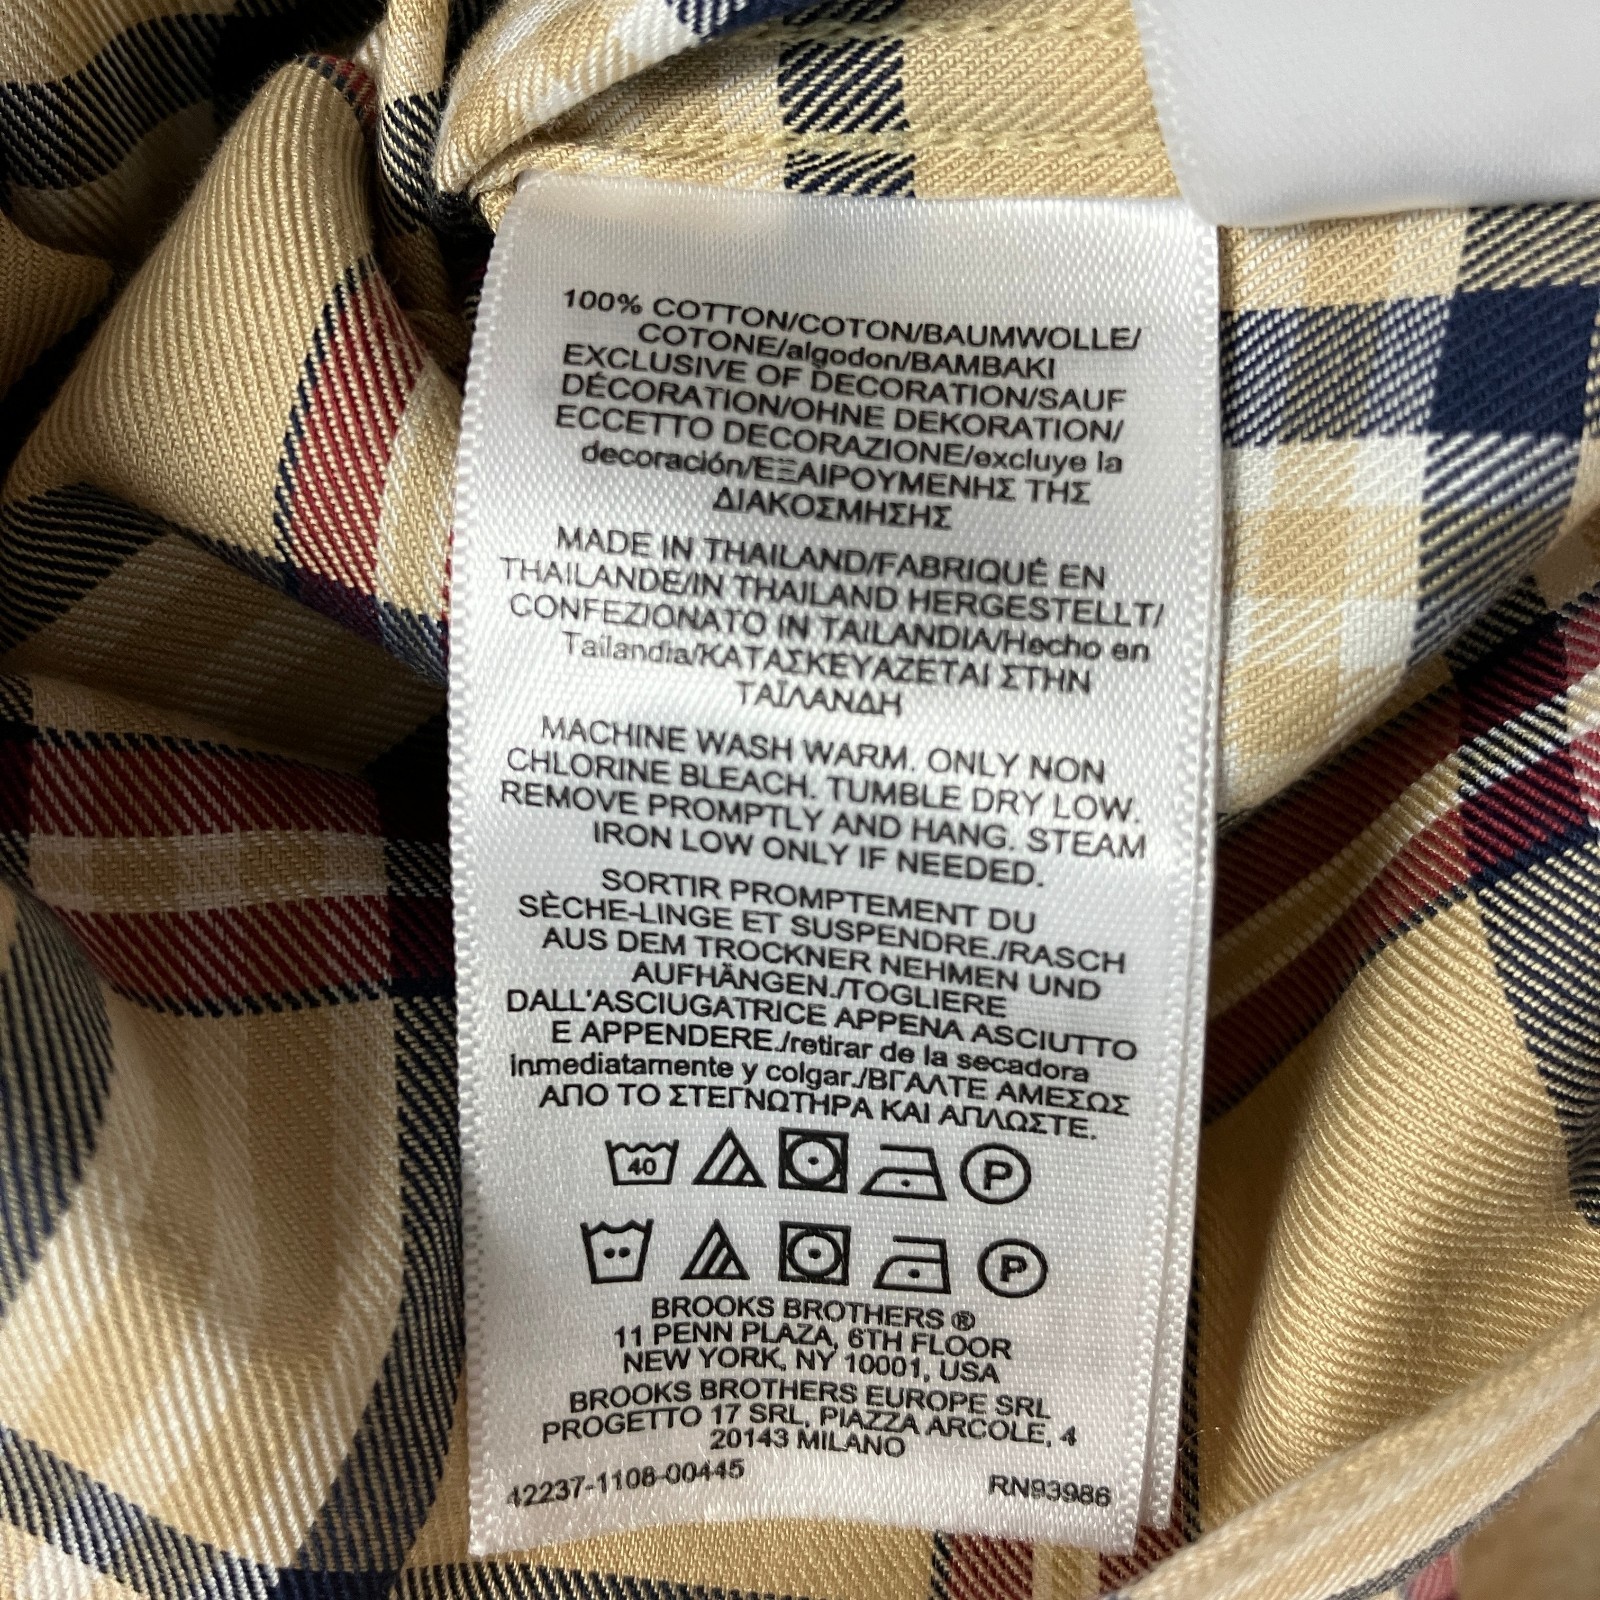 100% COTTON/COTON/BAUMWOLLE/
COTONE/algodon/BAMBAKI
EXCLUSIVE OF DECORATION/SAUF
DÉCORATION/OHNE DEKORATION/
ECCETTO DECORAZIONE/excluye la
decoración/ΕΞΑΙΡΟΥΜΕΝΗΣ ΤΗΣ
ΔΙΑΚΟΣΜΗΣΗΣ
MADE IN THAILAND/FABRIQUÉ EN
THAILANDE/IN THAILAND HERGESTELLT/
CONFEZIONATO IN TAILANDIA/Hecho en
Tailandia/ΚΑΤΑΣΚΕΥΑΖΕΤΑΙ ΣΤΗΝ
ΤΑΪΛΑΝΔΗ
MACHINE WASH WARM. ONLY NON
CHLORINE BLEACH. TUMBLE DRY LOW.
REMOVE PROMPTLY AND HANG. STEAM
IRON LOW ONLY IF NEEDED.
SORTIR PROMPTEMENT DU
SÈCHE-LINGE ET SUSPENDRE./RASCH
AUS DEM TROCKNER NEHMEN UND
AUFHÄNGEN./TOGLIERE
DALL'ASCIUGATRICE APPENA ASCIUTTO
E APPENDERE./retirar de la secadora
inmediatamente y colgar./ΒΓΑΛΤΕ ΑΜΕΣΩΣ
ΑΠΟ ΤΟ ΣΤΕΓΝΩΤΗΡΑ ΚΑΙ ΑΠΛΩΣΤΕ.
40 P
P
BROOKS BROTHERS ®
11 PENN PLAZA, 6TH FLOOR
NEW YORK, NY 10001, USA
BROOKS BROTHERS EUROPE SRL
PROGETTO 17 SRL, PIAZZA ARCOLE, 4
20143 MILANO
42237-1108-00445 RN93986